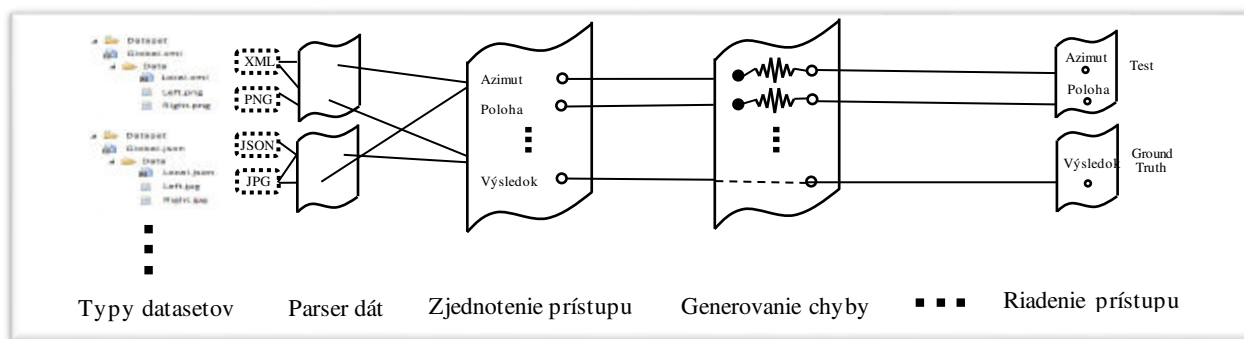 Dataset
Global.xml
Data
Local.xml
Left.png
Right.png
Dataset
Global.json
Data
Local.json
Left.jpg
Right.jpg
XML
PNG
JSON
JPG
Azimut
Poloha
Výsledok
Azimut
Poloha
Test
Výsledok
Ground
Truth
Typy datasetov
Parser dát
Zjednotenie prístupu
Generovanie chyby
Riadenie prístupu